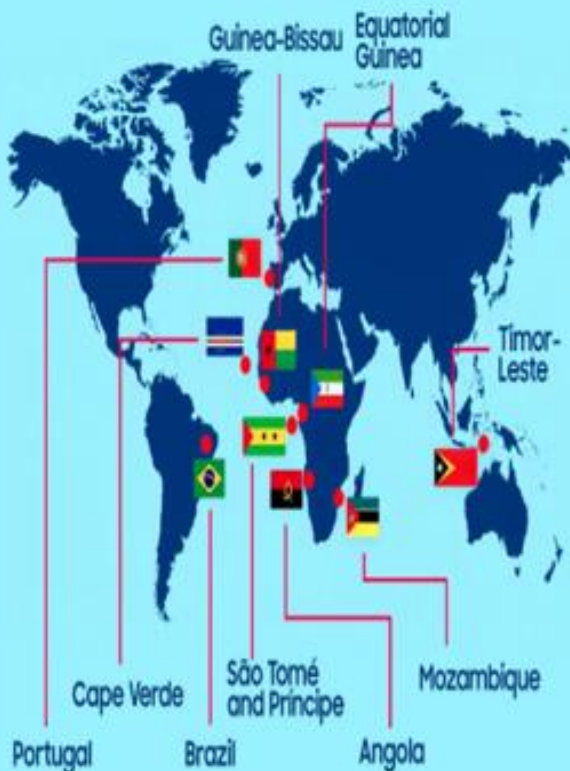 Guinea-Bissau
Equatorial
Guinea
Timor-
Leste
Cape Verde
São Tomé
and Príncipe
Mozambique
Portugal
Brazil
Angola